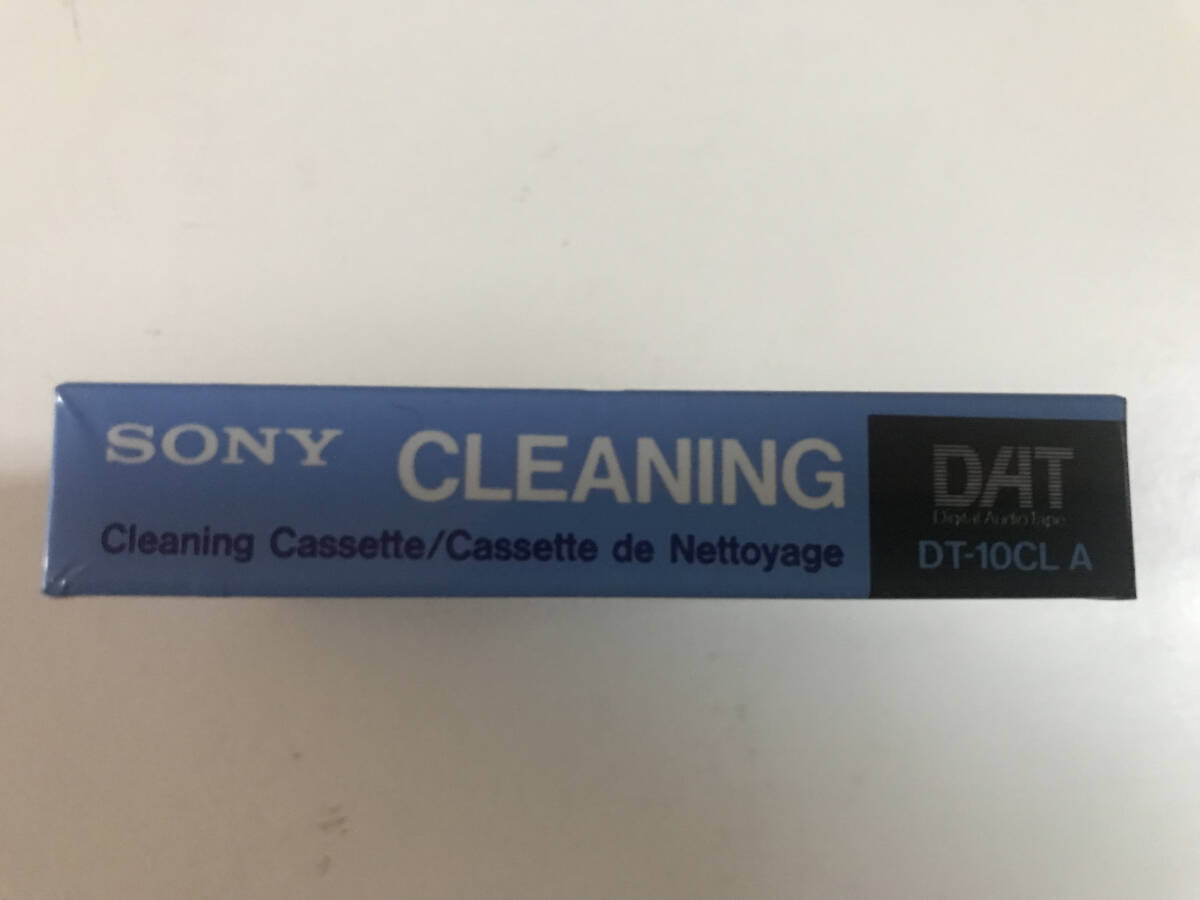 SONY CLEANING
Cleaning Cassette/Cassette de Nettoyage
DAT
Digital Audio Tape
DT-10CL A